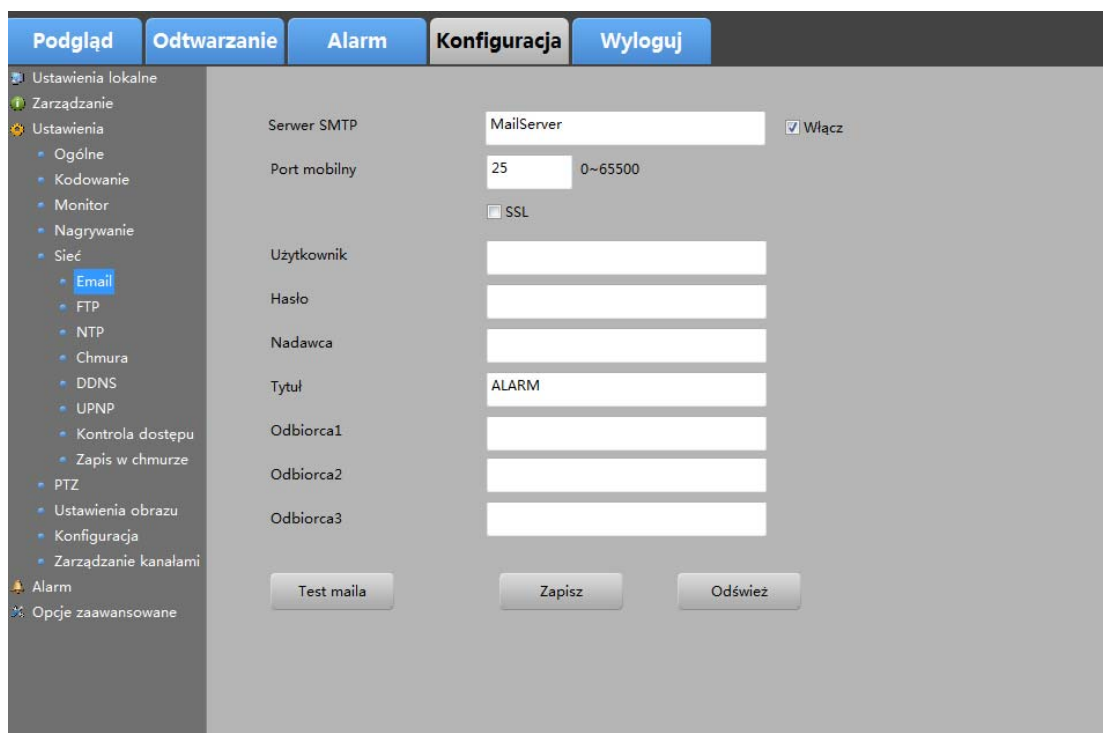 Podgląd Odtwarzanie Alarm Konfiguracja Wyloguj
Ustawienia lokalne
Zarządzanie
Ustawienia
Ogólne
Kodowanie
Monitor
Nagrywanie
Sieć
Email
FTP
NTP
Chmura
DDNS
UPNP
Kontrola dostępu
Zapis w chmurze
PTZ
Ustawienia obrazu
Konfiguracja
Zarządzanie kanałami
Alarm
Opcje zaawansowane
Serwer SMTP MailServer Włącz
Port mobilny 25 0~65500
SSL
Użytkownik
Hasło
Nadawca
Tytuł ALARM
Odbiorca1
Odbiorca2
Odbiorca3
Test maila Zapisz Odśwież